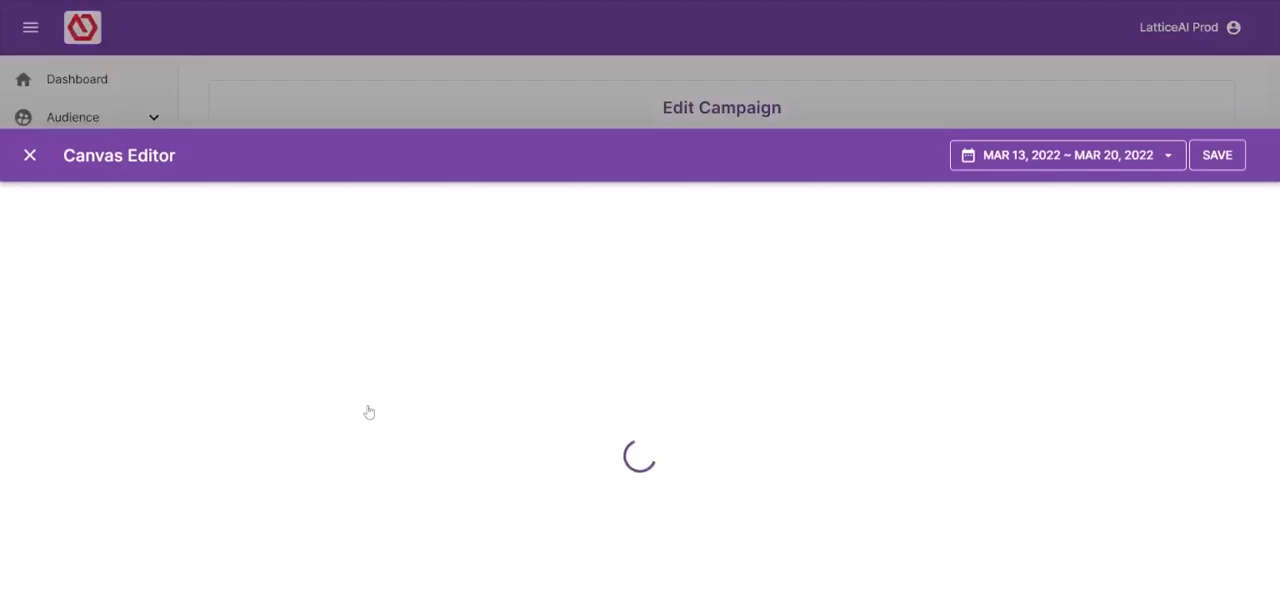 LatticeAI Prod
Dashboard
Audience
Edit Campaign
Canvas Editor
MAR 13, 2022 ~ MAR 20, 2022
SAVE